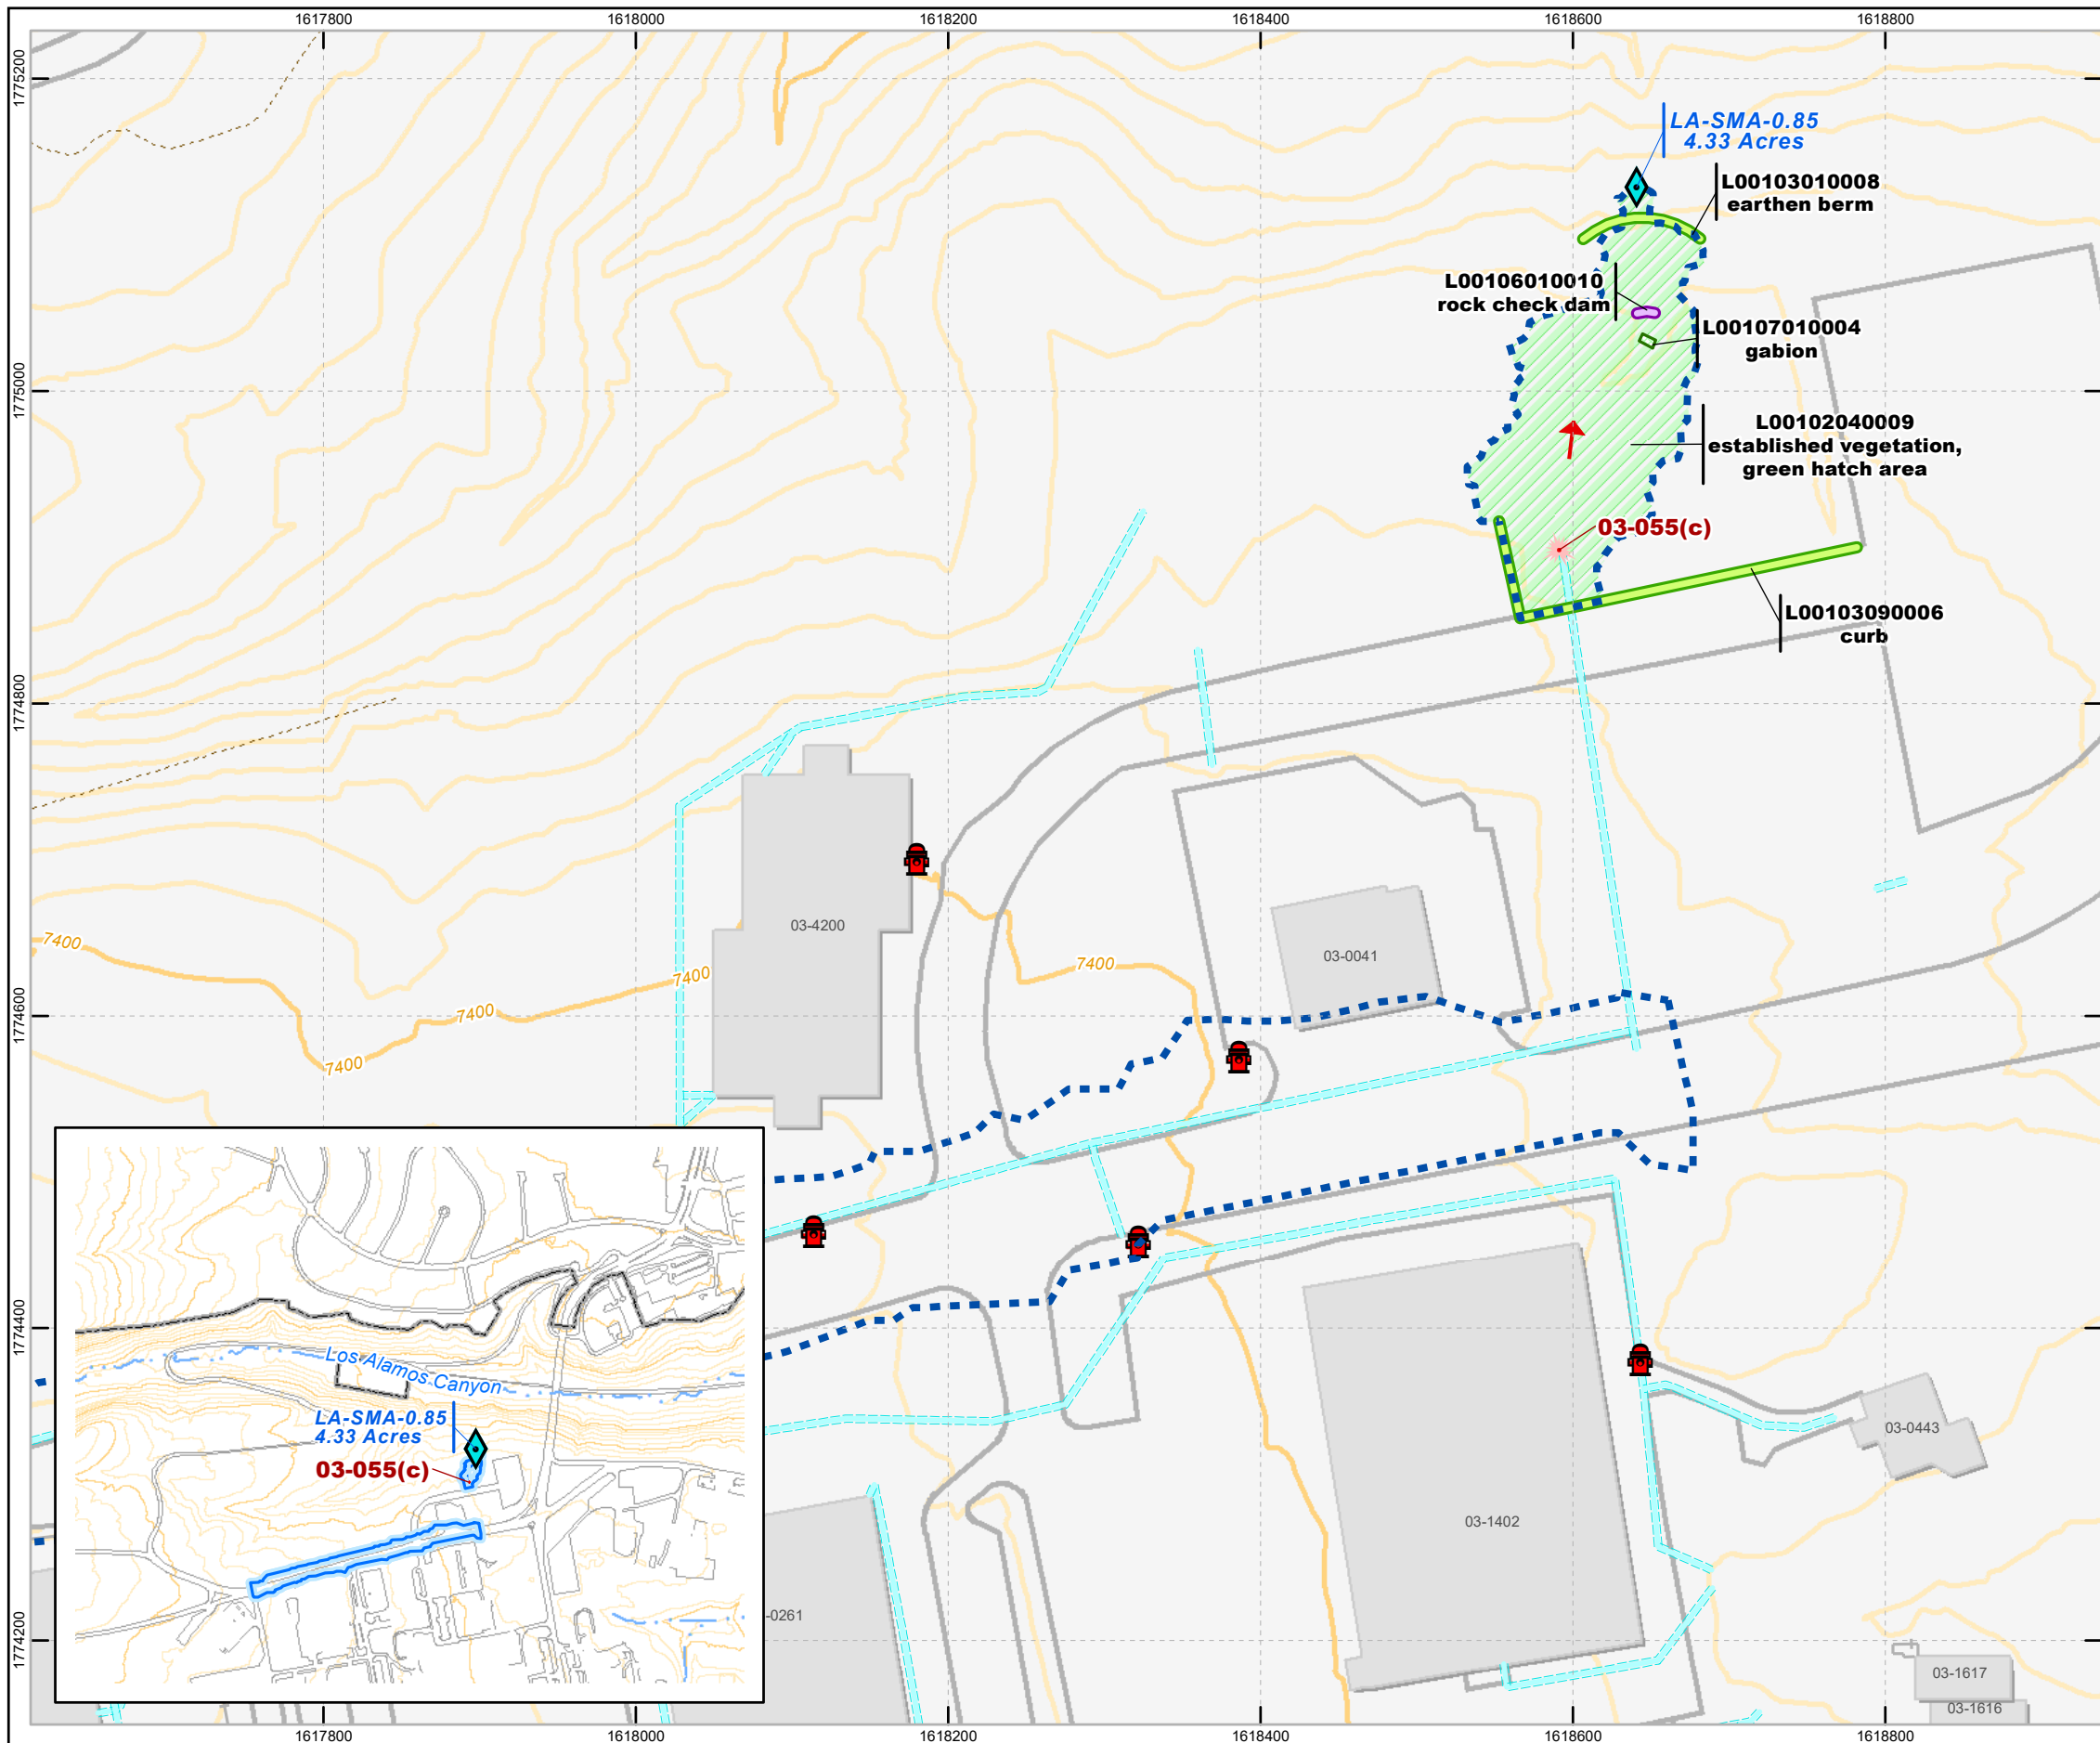 1617800 1618000 1618200 1618400 1618600 1618800
1775200
LA-SMA-0.85
4.33 Acres
L00103010008
earthen berm
L00106010010
rock check dam
L00107010004
gabion
1775000
L00102040009
established vegetation,
green hatch area
03-055(c)
L00103090006
curb
1774800
03-4200
03-0041
7400
7400
7400
7400
7400
1774600
Los Alamos Canyon
LA-SMA-0.85
4.33 Acres
03-055(c)
1774400
03-0443
03-1402
-0261
1774200
03-1617
03-1616
1617800 1618000 1618200 1618400 1618600 1618800